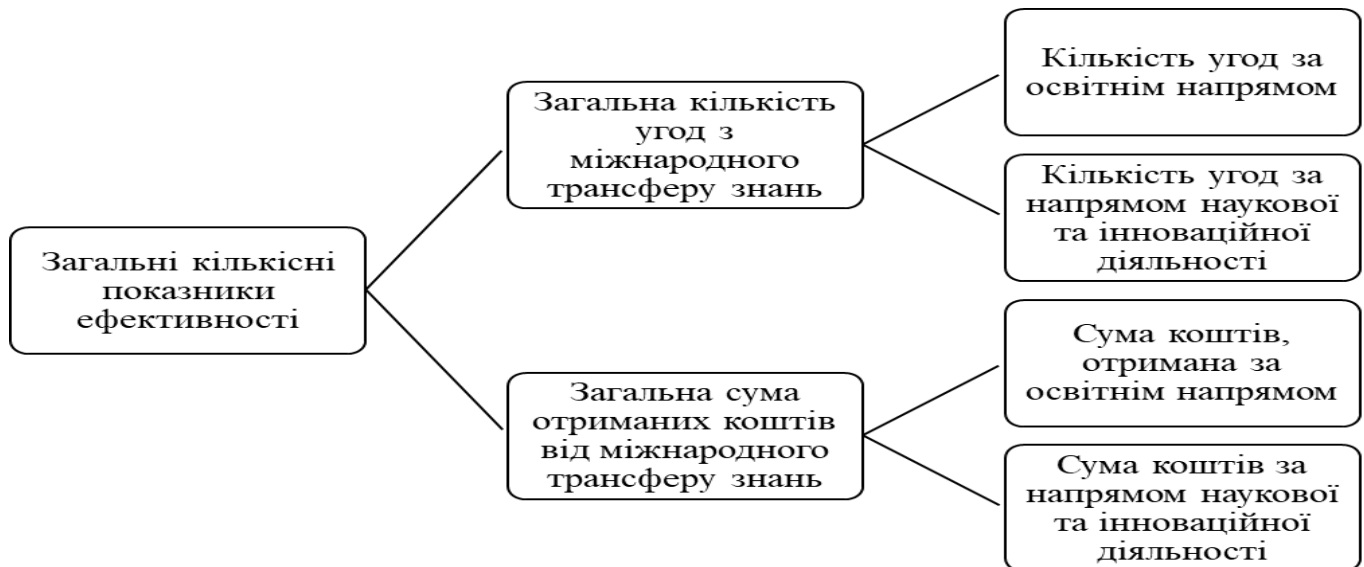 Загальні кількісні
показники
ефективності
Загальна кількість
угод з
міжнародного
трансферу знань
Загальна сума
отриманих коштів
від міжнародного
трансферу знань
Кількість угод за
освітнім напрямом
Кількість угод за
напрямом наукової
та інноваційної
діяльності
Сума коштів,
отримана за
освітнім напрямом
Сума коштів за
напрямом наукової
та інноваційної
діяльності